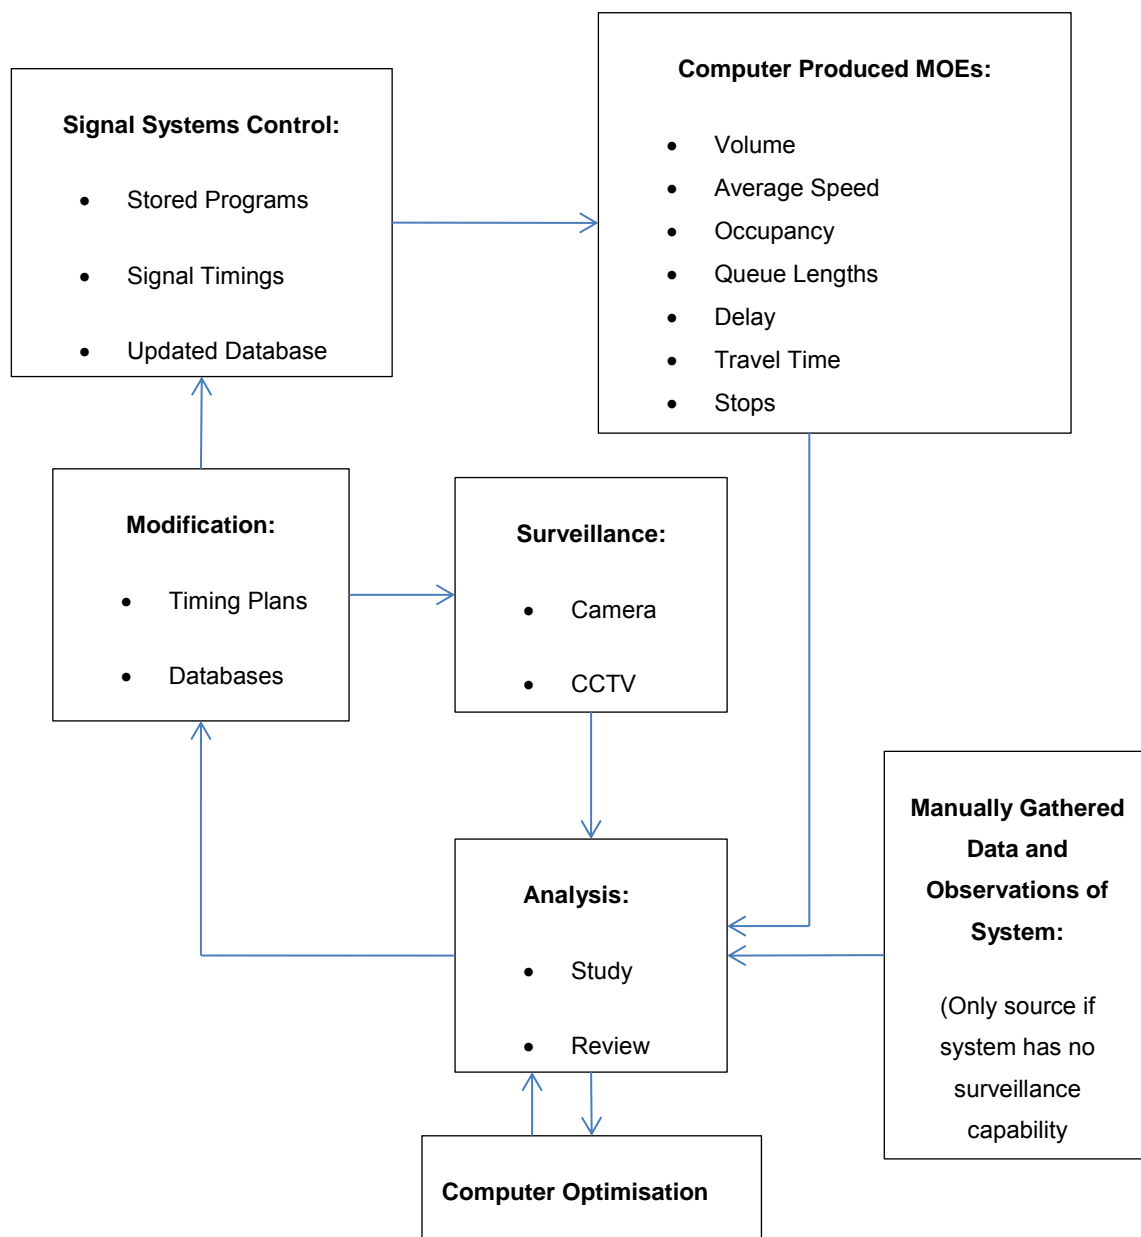 Signal Systems Control:
• Stored Programs
• Signal Timings
• Updated Database
Computer Produced MOEs:
• Volume
• Average Speed
• Occupancy
• Queue Lengths
• Delay
• Travel Time
• Stops
Modification:
• Timing Plans
• Databases
Surveillance:
• Camera
• CCTV
Analysis:
• Study
• Review
Manually Gathered
Data and
Observations of
System:
(Only source if
system has no
surveillance
capability
Computer Optimisation